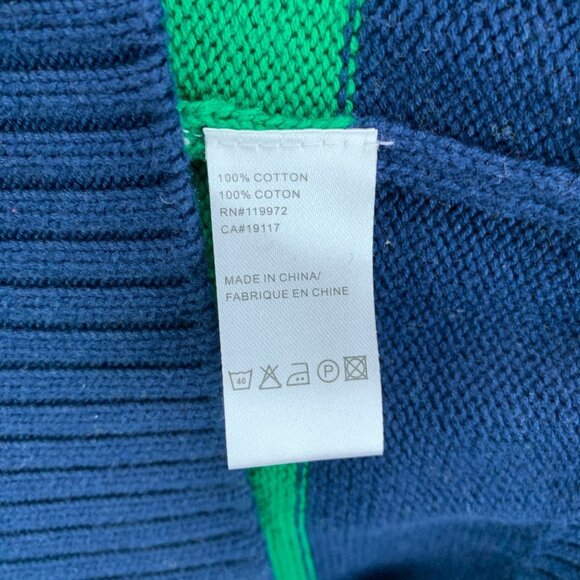 100% COTTON
100% COTON
RN#119972
CA#19117
MADE IN CHINA/
FABRIQUE EN CHINE
40 P